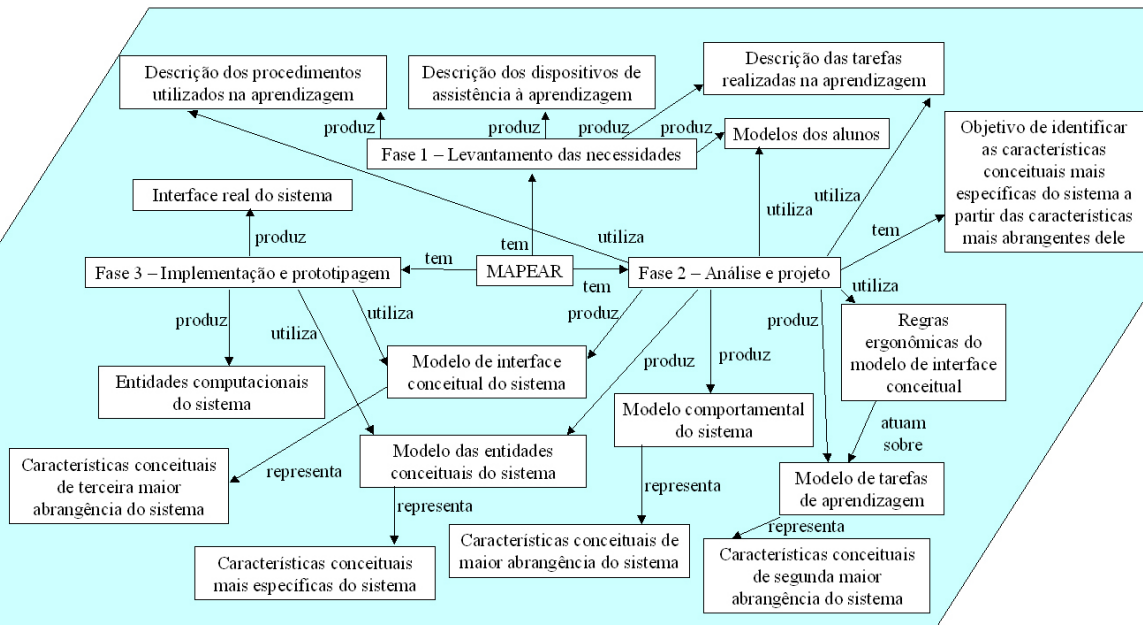 Descrição dos procedimentos
utilizados na aprendizagem
Descrição dos dispositivos de
assistência à aprendizagem
Descrição das tarefas
realizadas na aprendizagem
produz
produz
produz
produz
Modelos dos alunos
Objetivo de identificar
as características
conceituais mais
específicas do sistema a
partir das características
mais abrangentes dele
Fase 1 – Levantamento das necessidades
Interface real do sistema
utiliza
utiliza
produz
tem
utiliza
tem
Fase 3 – Implementação e prototipagem
tem
MAPEAR
tem
Fase 2 – Análise e projeto
utiliza
produz
utiliza
utiliza
produz
produz
Regras
ergonômicas do
modelo de interface
conceitual
Modelo de interface
conceitual do sistema
produz
produz
Entidades computacionais
do sistema
Modelo comportamental
do sistema
atuam
sobre
Características conceituais
de terceira maior
abrangência do sistema
representa
Modelo das entidades
conceituais do sistema
Modelo de tarefas
de aprendizagem
representa
representa
representa
Características conceituais
mais específicas do sistema
Características conceituais de
maior abrangência do sistema
Características conceituais
de segunda maior
abrangência do sistema